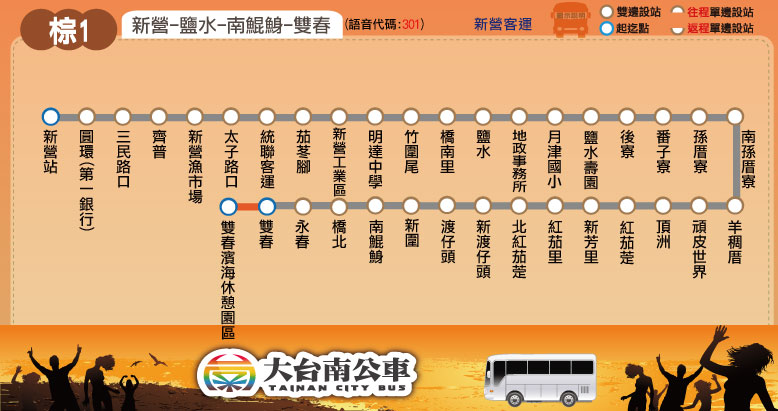 棕1
新營–鹽水–南鯤鯓–雙春
（語音代碼：301）
新營客運
雙邊設站
往程單邊設站
起迄點
返程單邊設站
新營站
圓環（第一銀行）
三民路口
齊普
新營漁市場
太子路口
統聯客運
茄苳腳
新營工業區
明達中學
竹圍尾
橋南里
鹽水
地政事務所
月津國小
鹽水壽園
後寮
番子寮
孫厝寮
南孫厝寮
羊稠厝
頑皮世界
頂洲
紅茄萣
新芳里
紅茄里
北紅茄萣
新渡仔頭
渡仔頭
新圍
南鯤鯓
橋北
永春
雙春
雙春濱海休憩園區
大台南公車
TAINAN CITY BUS